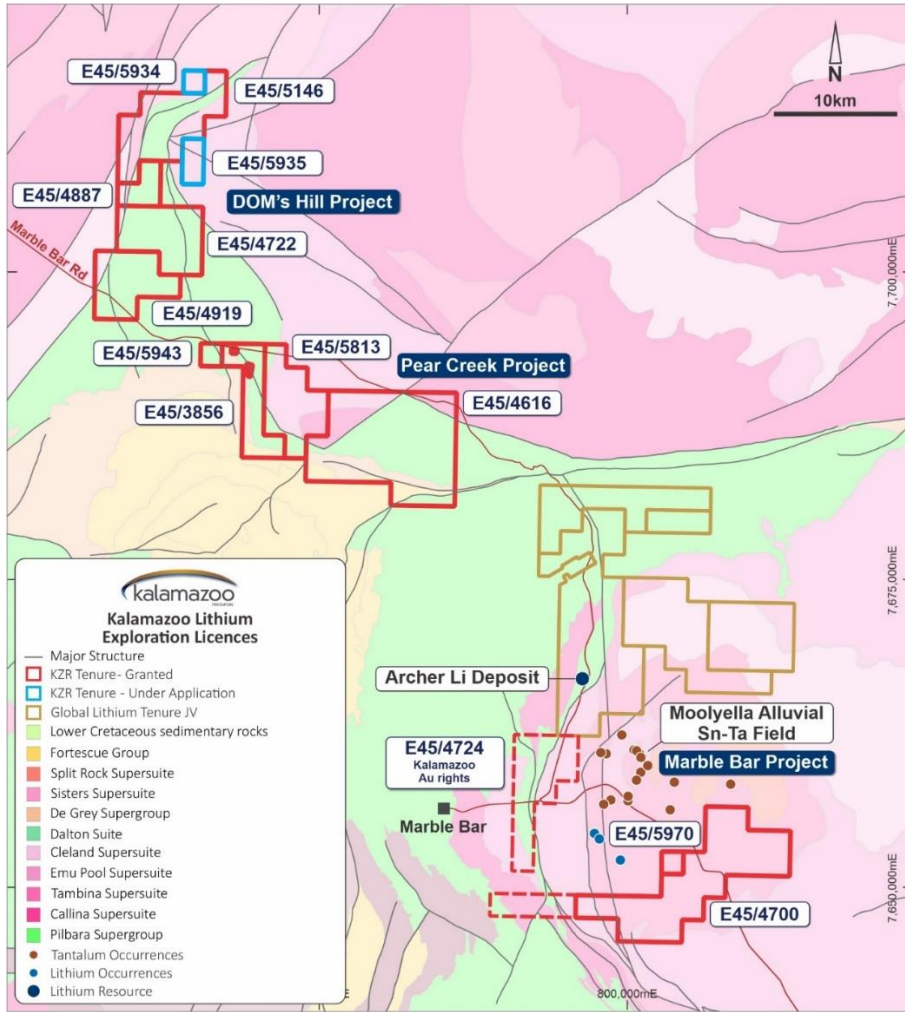 E45/5934
E45/5146
N
10km
E45/5935
E45/4887
DOM's Hill Project
E45/4722
Marble Bar Rd
7,700,000mE
E45/4919
E45/5943
E45/5813
Pear Creek Project
E45/4616
E45/3856
7,675,000mE
Archer Li Deposit
Moolyella Alluvial
Sn-Ta Field
Marble Bar Project
E45/4724
Kalamazoo
Au rights
Marble Bar
E45/5970
E45/4700
7,650,000mE
800,000mE
kalamazoo
resources
Kalamazoo Lithium
Exploration Licences
Major Structure
KZR Tenure- Granted
KZR Tenure - Under Application
Global Lithium Tenure JV
Lower Cretaceous sedimentary rocks
Fortescue Group
Split Rock Supersuite
Sisters Supersuite
De Grey Supergroup
Dalton Suite
Cleland Supersuite
Emu Pool Supersuite
Tambina Supersuite
Callina Supersuite
Pilbara Supergroup
Tantalum Occurrences
Lithium Occurrences
Lithium Resource